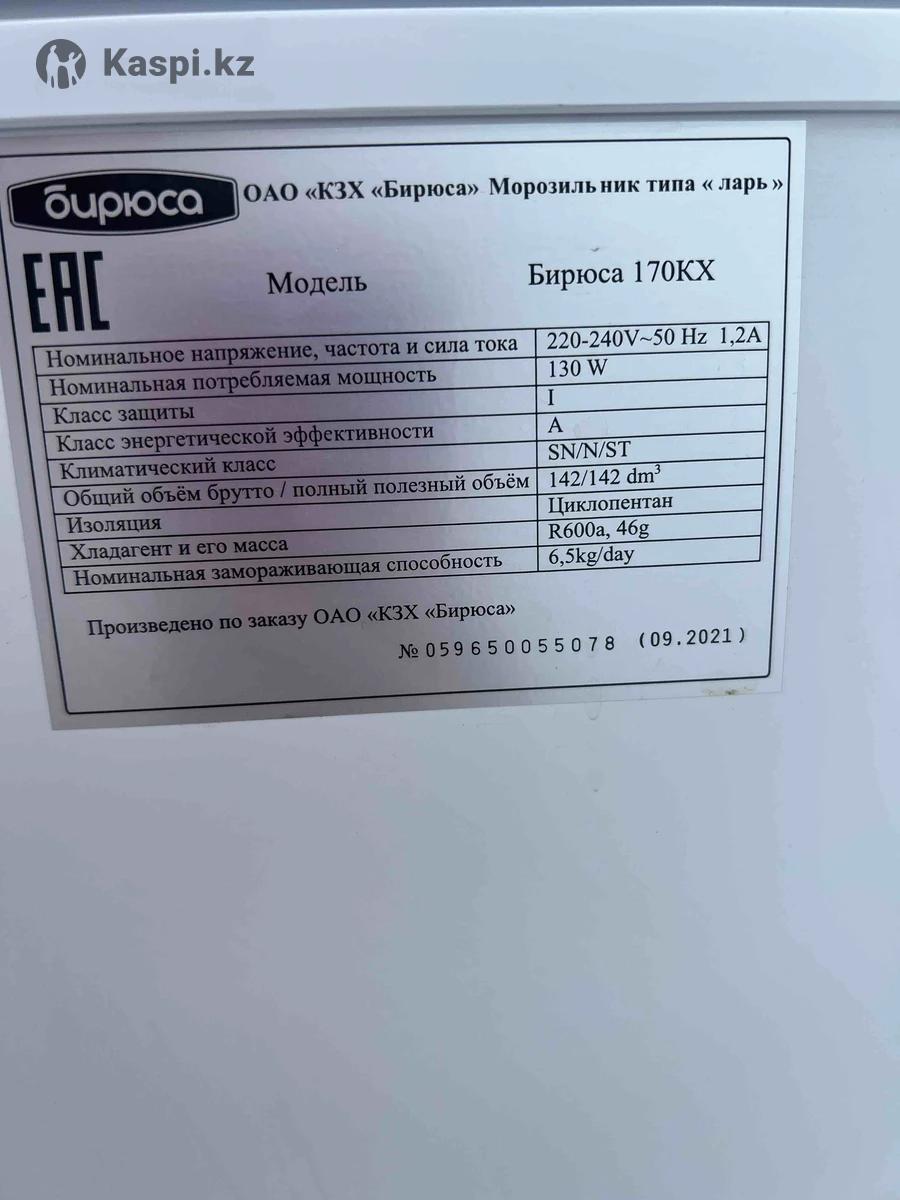 Kaspi.kz
бирюса ОАО «КЗХ «Бирюса» Морозильник типа «ларь»
EAC
Модель Бирюса 170КХ
Номинальное напряжение, частота и сила тока 220-240V~50 Hz 1,2A
Номинальная потребляемая мощность 130 W
Класс защиты I
Класс энергетической эффективности A
Климатический класс SN/N/ST
Общий объём брутто / полный полезный объём 142/142 dm³
Изоляция Циклопентан
Хладагент и его масса R600a, 46g
Номинальная замораживающая способность 6,5kg/day
Произведено по заказу ОАО «КЗХ «Бирюса»
№ 059650055078 (09.2021)